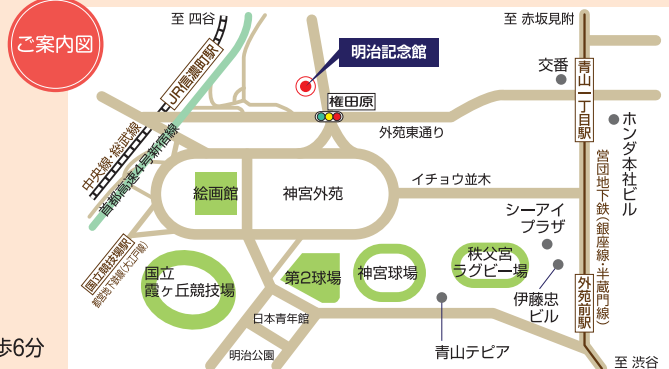 ご案内図
至 四谷
至 赤坂見附
明治記念館
JR信濃町駅
交番
青山一丁目駅
権田原
外苑東通り
ホンダ本社ビル
中央線・総武線
首都高速4号新宿線
営団地下鉄(銀座線・半蔵門線)
絵画館
神宮外苑
イチョウ並木
シーアイ
プラザ
国立競技場駅
都営地下鉄線(大江戸線)
国立
霞ヶ丘競技場
第2球場
神宮球場
秩父宮
ラグビー場
伊藤忠
ビル
外苑前駅
日本青年館
明治公園
青山テピア
歩6分
至 渋谷